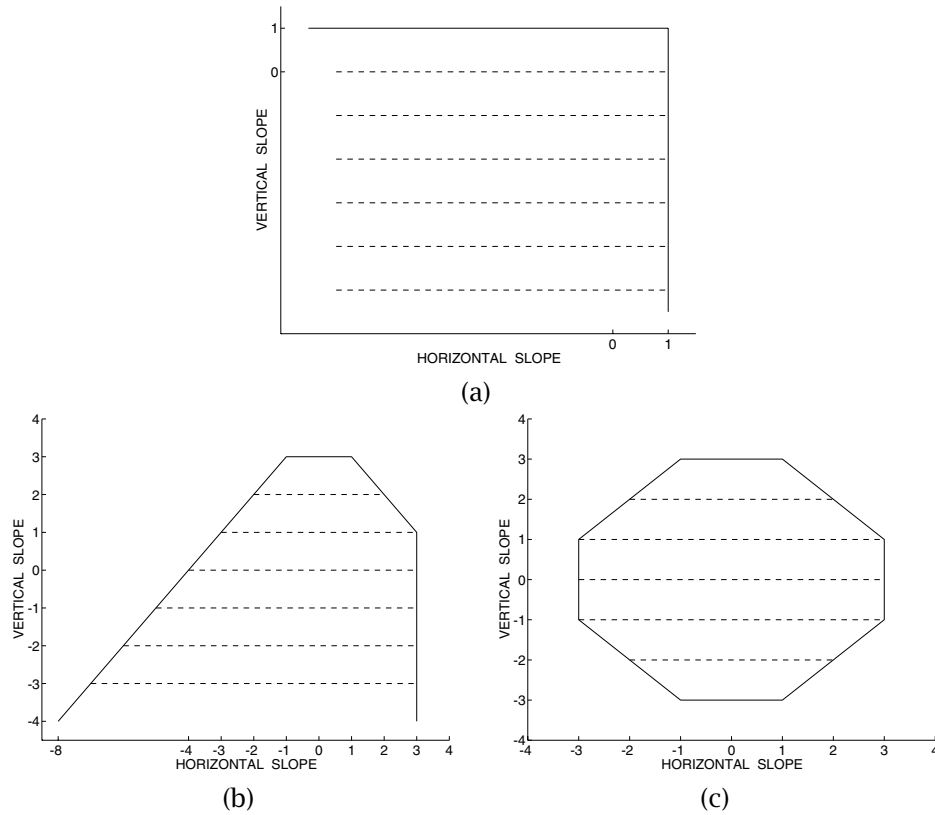 1
0
VERTICAL SLOPE
0 1
HORIZONTAL SLOPE
(a)
4
3
2
1
0
-1
-2
-3
-4
VERTICAL SLOPE
-8 -4 -3 -2 -1 0 1 2 3 4
HORIZONTAL SLOPE
(b)
4
3
2
1
0
-1
-2
-3
-4
VERTICAL SLOPE
-4 -3 -2 -1 0 1 2 3 4
HORIZONTAL SLOPE
(c)